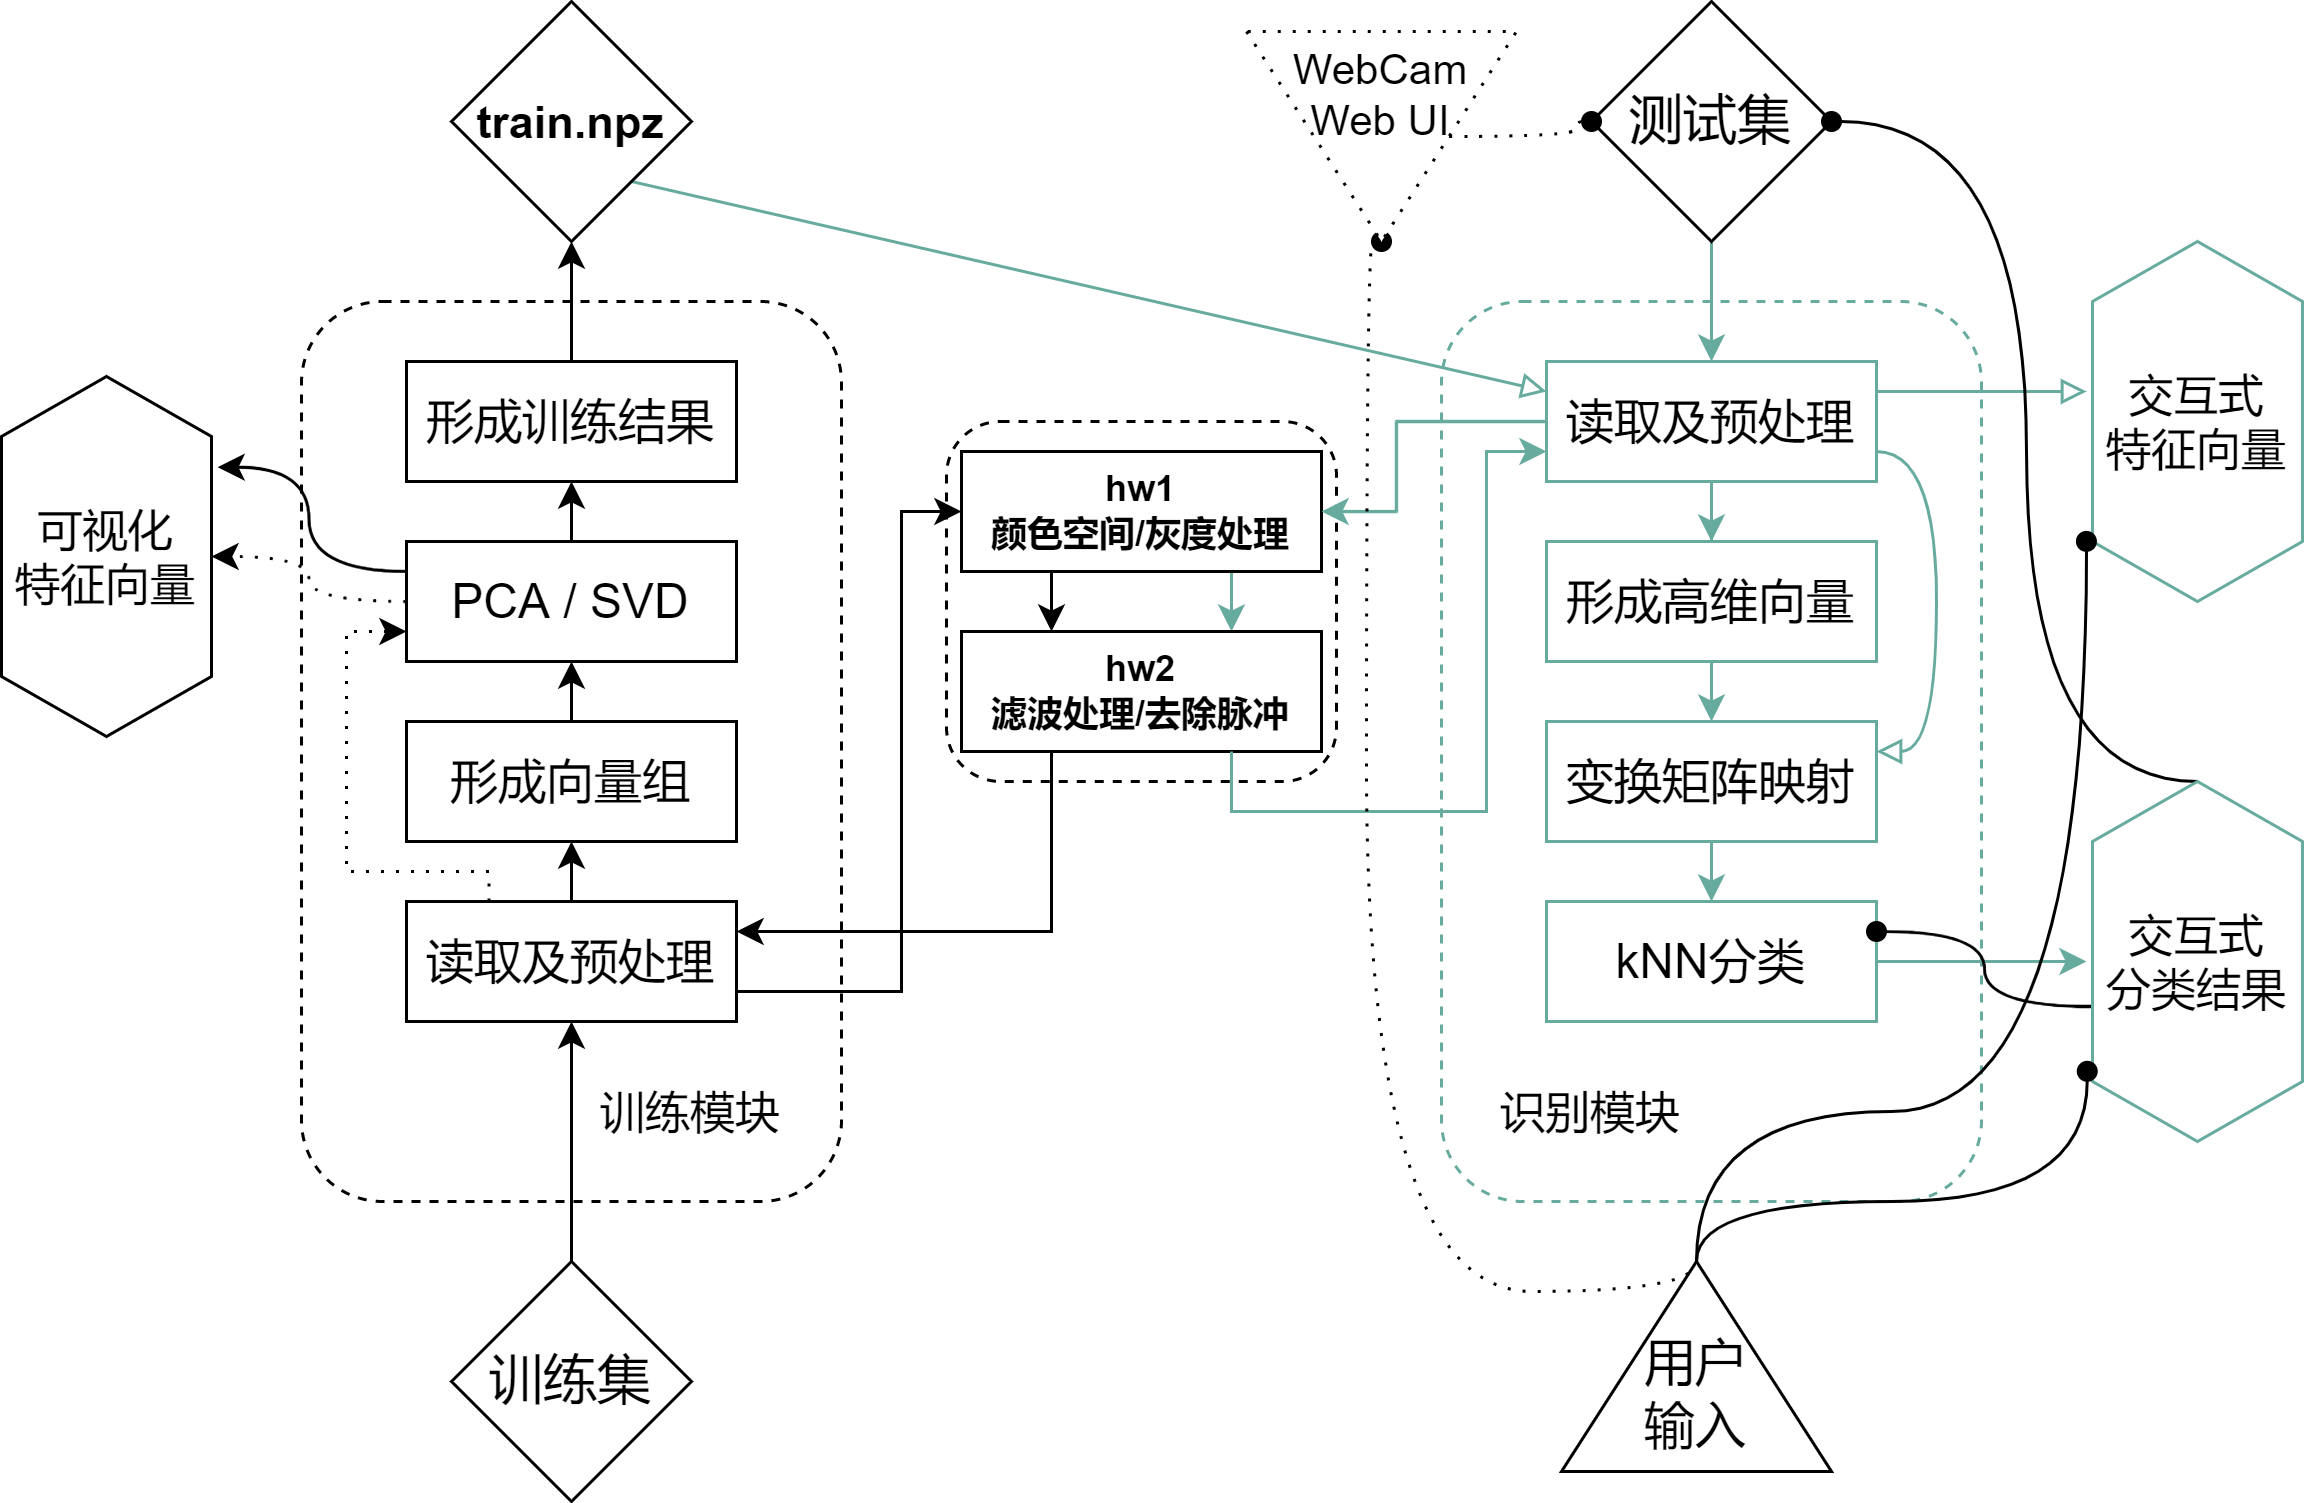 train.npz
WebCam
Web UI
测试集
形成训练结果
PCA / SVD
形成向量组
读取及预处理
训练模块
训练集
可视化
特征向量
hw1
颜色空间/灰度处理
hw2
滤波处理/去除脉冲
读取及预处理
形成高维向量
变换矩阵映射
kNN分类
识别模块
交互式
特征向量
交互式
分类结果
用户
输入